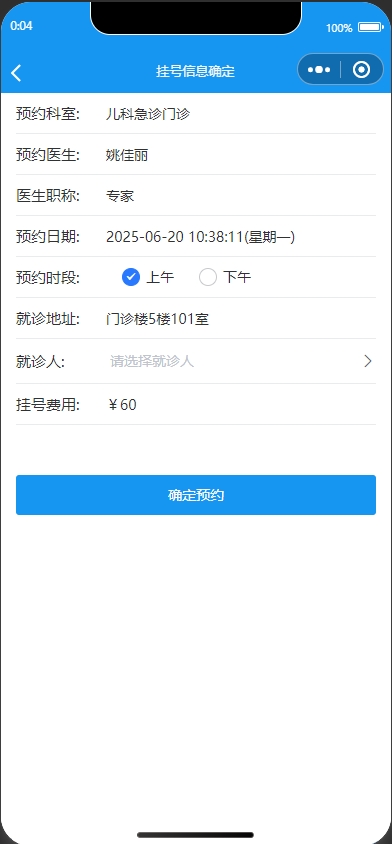 0:04
100%
挂号信息确定
预约科室: 儿科急诊门诊
预约医生: 姚佳丽
医生职称: 专家
预约日期: 2025-06-20 10:38:11(星期一)
预约时段: 上午 下午
就诊地址: 门诊楼5楼101室
就诊人: 请选择就诊人
挂号费用: ￥60
确定预约